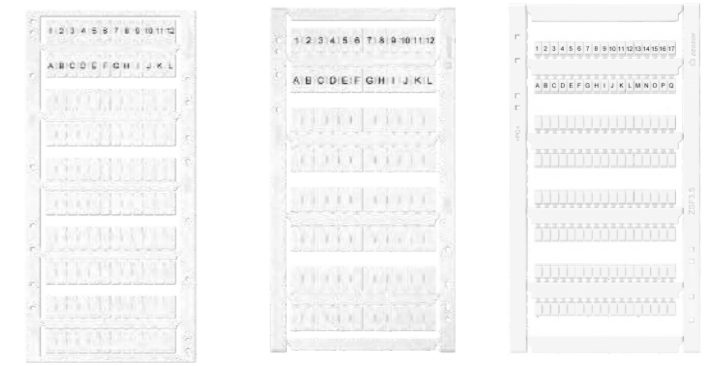 1 2 3 4 5 6 7 8 9 10 11 12
A B C D E F G H I J K L
1 2 3 4 5 6 7 8 9 10 11 12
A B C D E F G H I J K L
1 2 3 4 5 6 7 8 9 10 11 12 13 14 15 16 17
A B C D E F G H I J K L M N O P Q
ZSF3.5